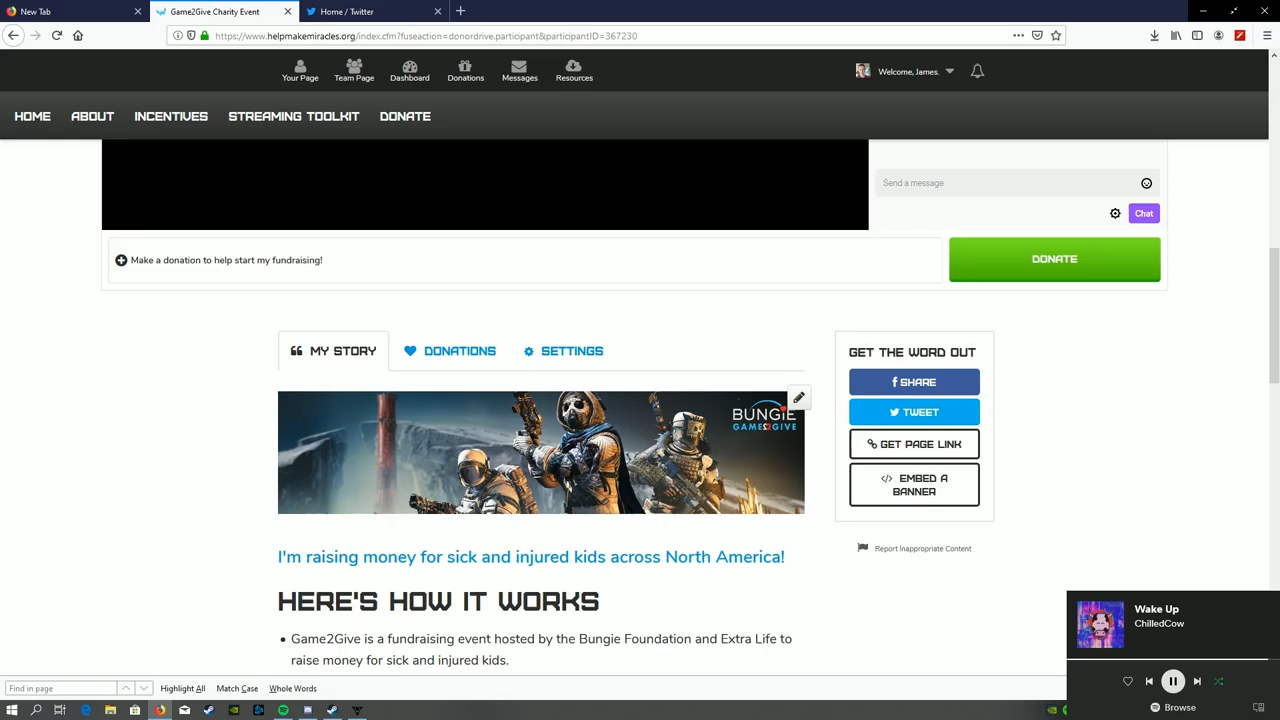 New Tab
Game2Give Charity Event
Home / Twitter
https://www.helpmakemiracles.org/index.cfm?fuseaction=donordrive.participant&participantID=367230
Your Page
Team Page
Dashboard
Donations
Messages
Resources
Welcome, James.
HOME
ABOUT
INCENTIVES
STREAMING TOOLKIT
DONATE
Send a message
Chat
Make a donation to help start my fundraising!
DONATE
MY STORY
DONATIONS
SETTINGS
GET THE WORD OUT
SHARE
TWEET
GET PAGE LINK
EMBED A
BANNER
BUNGIE
GAME2GIVE
Report Inappropriate Content
I'm raising money for sick and injured kids across North America!
HERE'S HOW IT WORKS
• Game2Give is a fundraising event hosted by the Bungie Foundation and Extra Life to
raise money for sick and injured kids.
Wake Up
ChilledCow
Browse
Find in page
Highlight All
Match Case
Whole Words